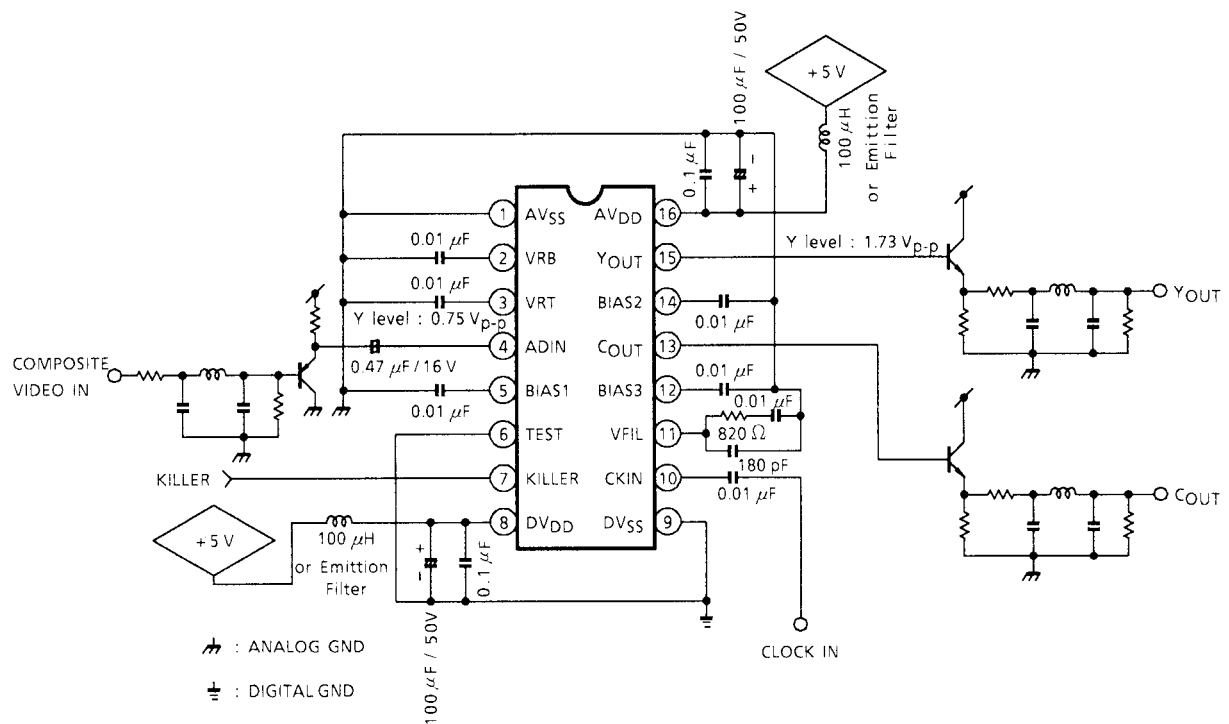 +5 V
100 μF / 50V
0.1 μF
100 μH
or Emittion
Filter
1 AVSS
AVDD 16
0.01 μF
2 VRB
YOUT 15
Y level : 1.73 Vp-p
0.01 μF
3 VRT
BIAS2 14
0.01 μF
YOUT
Y level : 0.75 Vp-p
4 ADIN
COUT 13
0.47 μF/16 V
COMPOSITE
VIDEO IN
5 BIAS1
BIAS3 12
0.01 μF
0.01 μF
0.01 μF
6 TEST
VFIL 11
820 Ω
180 pF
KILLER
7 KILLER
CKIN 10
0.01 μF
COUT
8 DVDD
DVSS 9
+5 V
100 μH
or Emittion
Filter
+
−
0.1 μF
100 μF / 50V
−
+
CLOCK IN
: ANALOG GND
: DIGITAL GND